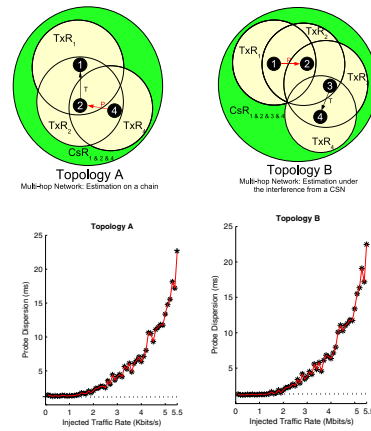 TxR1
1
T
P
2
4
TxR2
TxR
CsR1 & 2 & 4
Topology A
Multi-hop Network: Estimation on a chain
TxR2
TxR1
TxR
P
1
2
3
T
4
CsR1 & 2 & 3 & 4
TxR4
Topology B
Multi-hop Network: Estimation under
the interference from a CSN
Topology A
Probe Dispersion (ms)
25
20
15
10
5
0 1 2 3 4 5 5.5
Injected Traffic Rate (Kbits/s)
Topology B
Probe Dispersion (ms)
25
20
15
10
5
0 1 2 3 4 5 5.5
Injected Traffic Rate (Mbits/s)